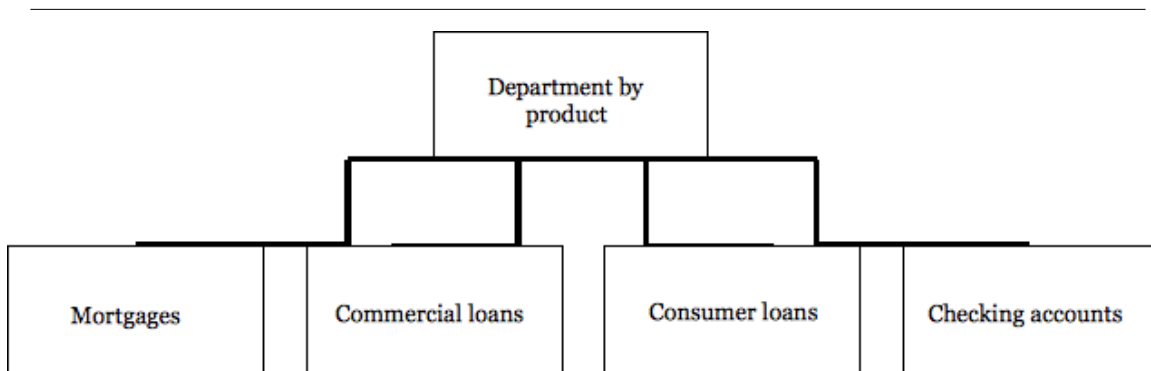 Department by
product
Mortgages
Commercial loans
Consumer loans
Checking accounts